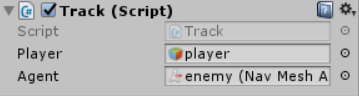 Track (Script)
Script Track
Player player
Agent enemy (Nav Mesh A